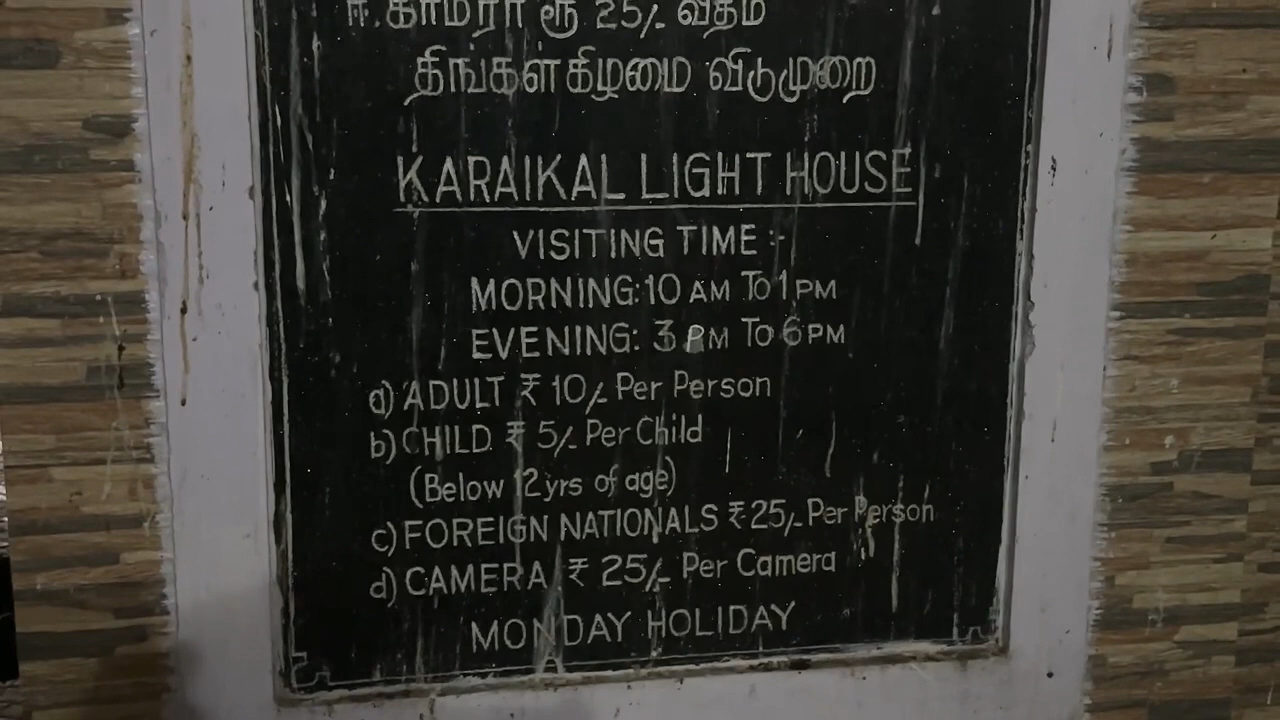 ஈ. காமரா ரூ 25/- வீதம்
திங்கள்கிழமை விடுமுறை
KARAIKAL LIGHT HOUSE
VISITING TIME :-
MORNING: 10 AM TO 1 PM
EVENING: 3 PM TO 6 PM
a) ADULT ₹ 10/- Per Person
b) CHILD ₹ 5/- Per Child
(Below 12 yrs of age)
c) FOREIGN NATIONALS ₹ 25/- Per Person
d) CAMERA ₹ 25/- Per Camera
MONDAY HOLIDAY